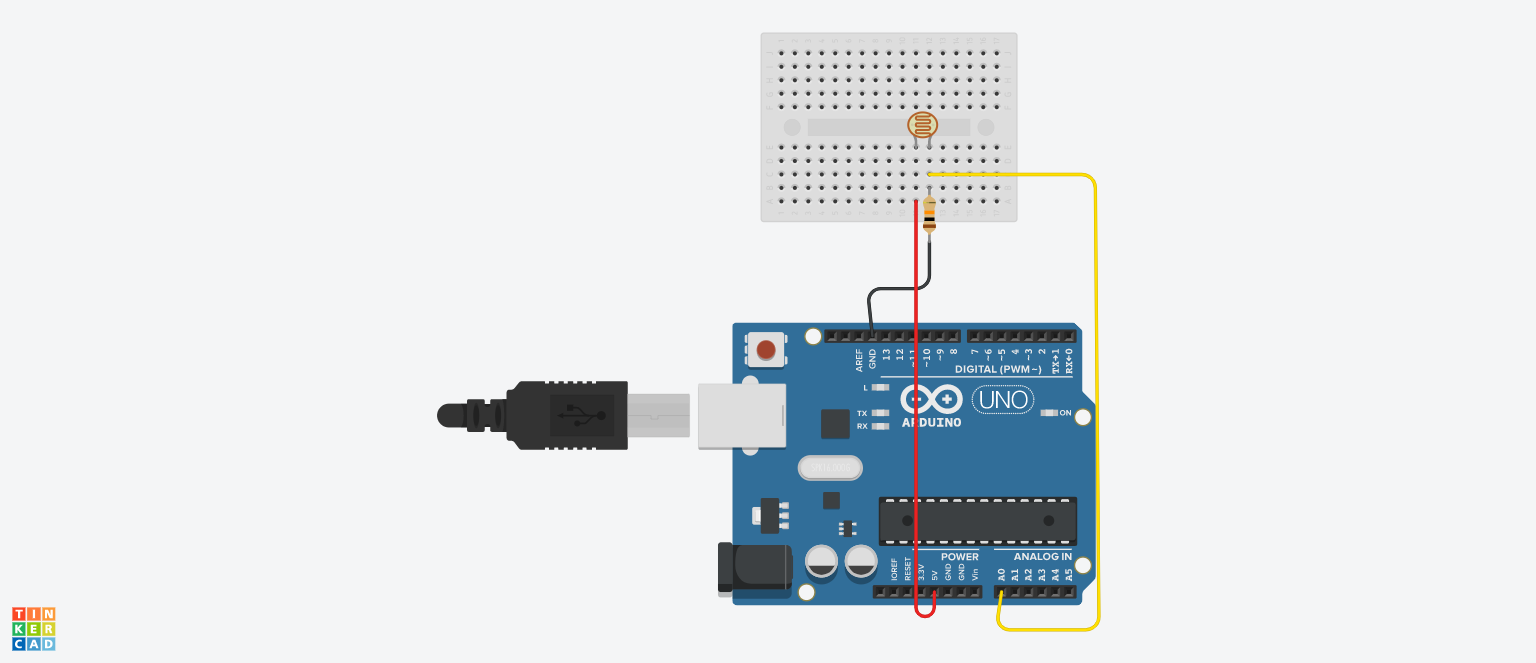 AREF
GND
13
12
~11
~10
~9
8
7
~6
~5
4
~3
2
TX→1
RX←0
DIGITAL (PWM~)
L
TX
RX
ARDUINO
UNO
ON
IOREF
RESET
3.3V
5V
GND
GND
Vin
POWER
ANALOG IN
A0
A1
A2
A3
A4
A5
TIN
KER
CAD